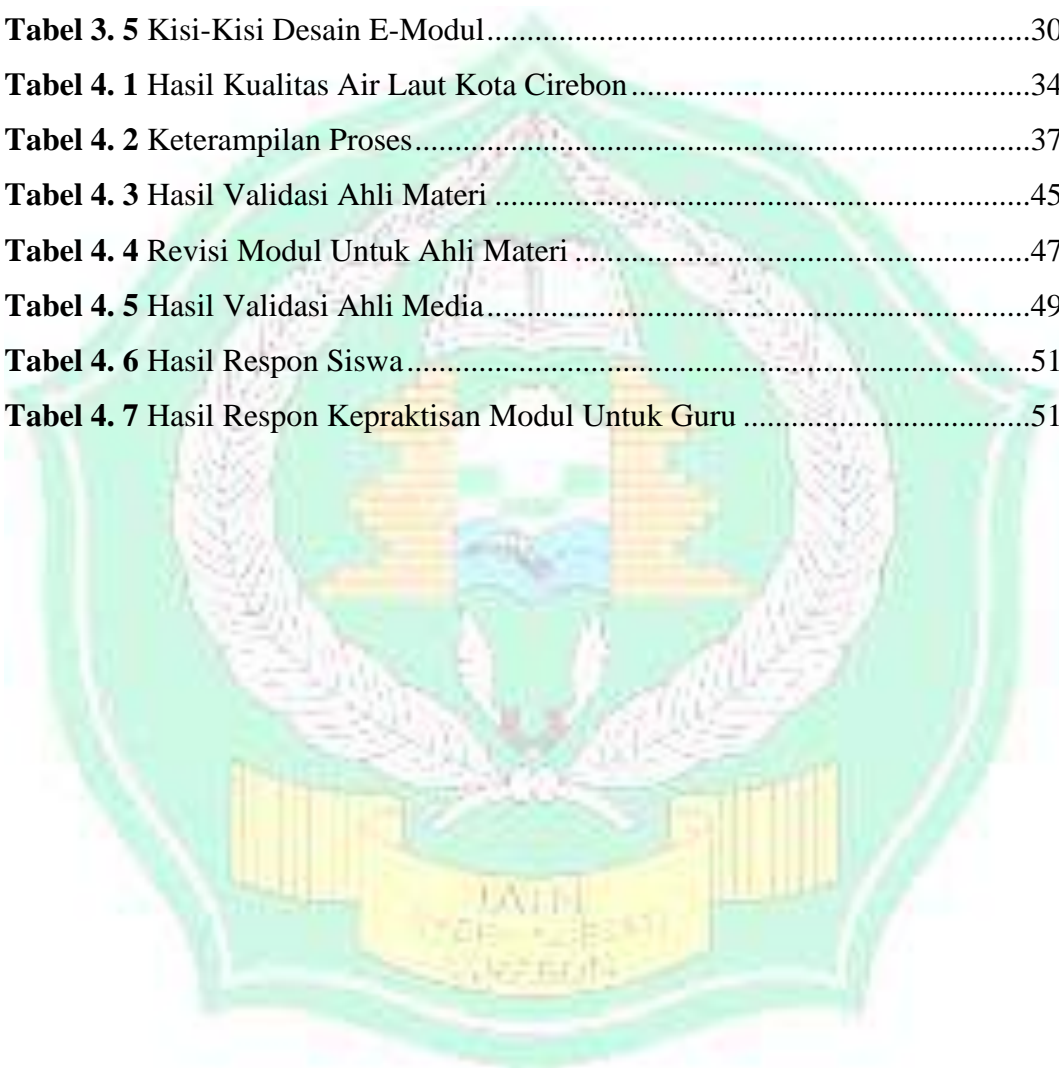 Tabel 3. 5 Kisi-Kisi Desain E-Modul.......................................................................30
Tabel 4. 1 Hasil Kualitas Air Laut Kota Cirebon....................................................34
Tabel 4. 2 Keterampilan Proses................................................................................37
Tabel 4. 3 Hasil Validasi Ahli Materi ......................................................................45
Tabel 4. 4 Revisi Modul Untuk Ahli Materi ............................................................47
Tabel 4. 5 Hasil Validasi Ahli Media.......................................................................49
Tabel 4. 6 Hasil Respon Siswa.................................................................................51
Tabel 4. 7 Hasil Respon Kepraktisan Modul Untuk Guru ......................................51
IAIN